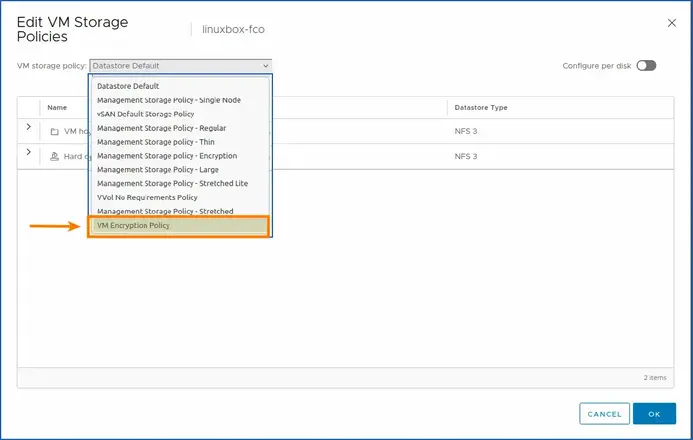 Edit VM Storage Policies
linuxbox-fco
VM storage policy: Datastore Default
Configure per disk
Datastore Default
Management Storage Policy - Single Node
vSAN Default Storage Policy
Management Storage Policy - Regular
Management Storage policy - Thin
Management Storage policy - Encryption
Management Storage Policy - Large
Management Storage Policy - Stretched Lite
VVol No Requirements Policy
Management Storage Policy - Stretched
VM Encryption Policy
Name
Datastore Type
VM ho
NFS 3
Hard
NFS 3
2 items
CANCEL
OK